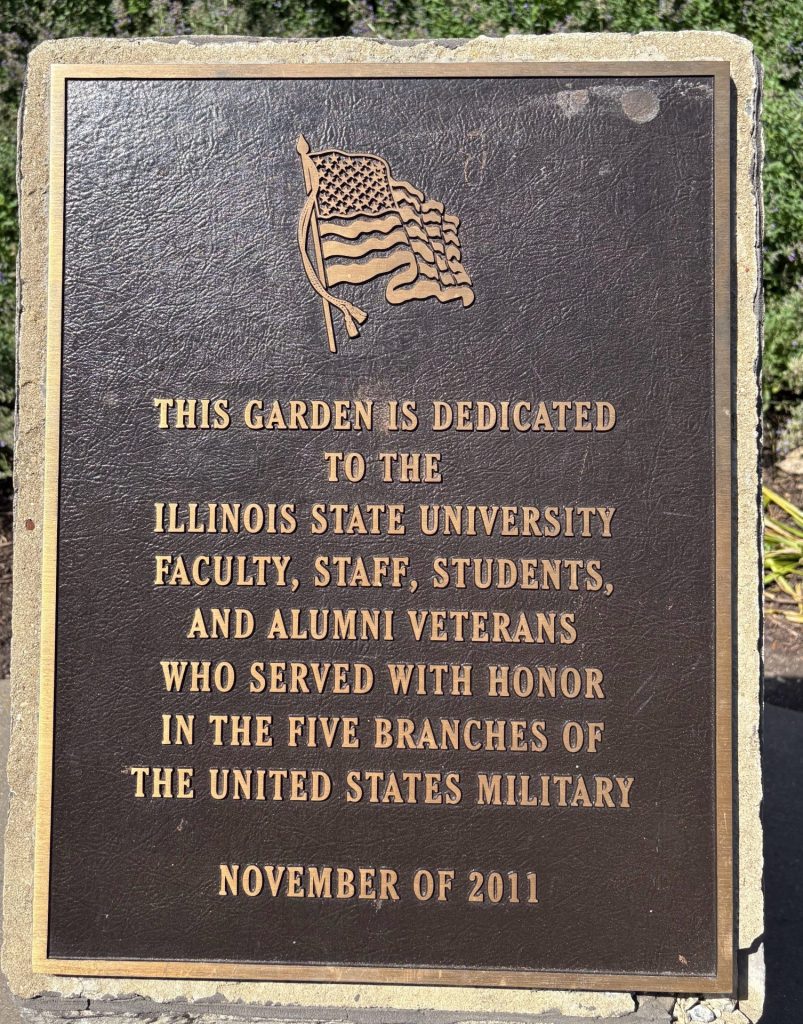 THIS GARDEN IS DEDICATED
TO THE
ILLINOIS STATE UNIVERSITY
FACULTY, STAFF, STUDENTS,
AND ALUMNI VETERANS
WHO SERVED WITH HONOR
IN THE FIVE BRANCHES OF
THE UNITED STATES MILITARY
NOVEMBER OF 2011